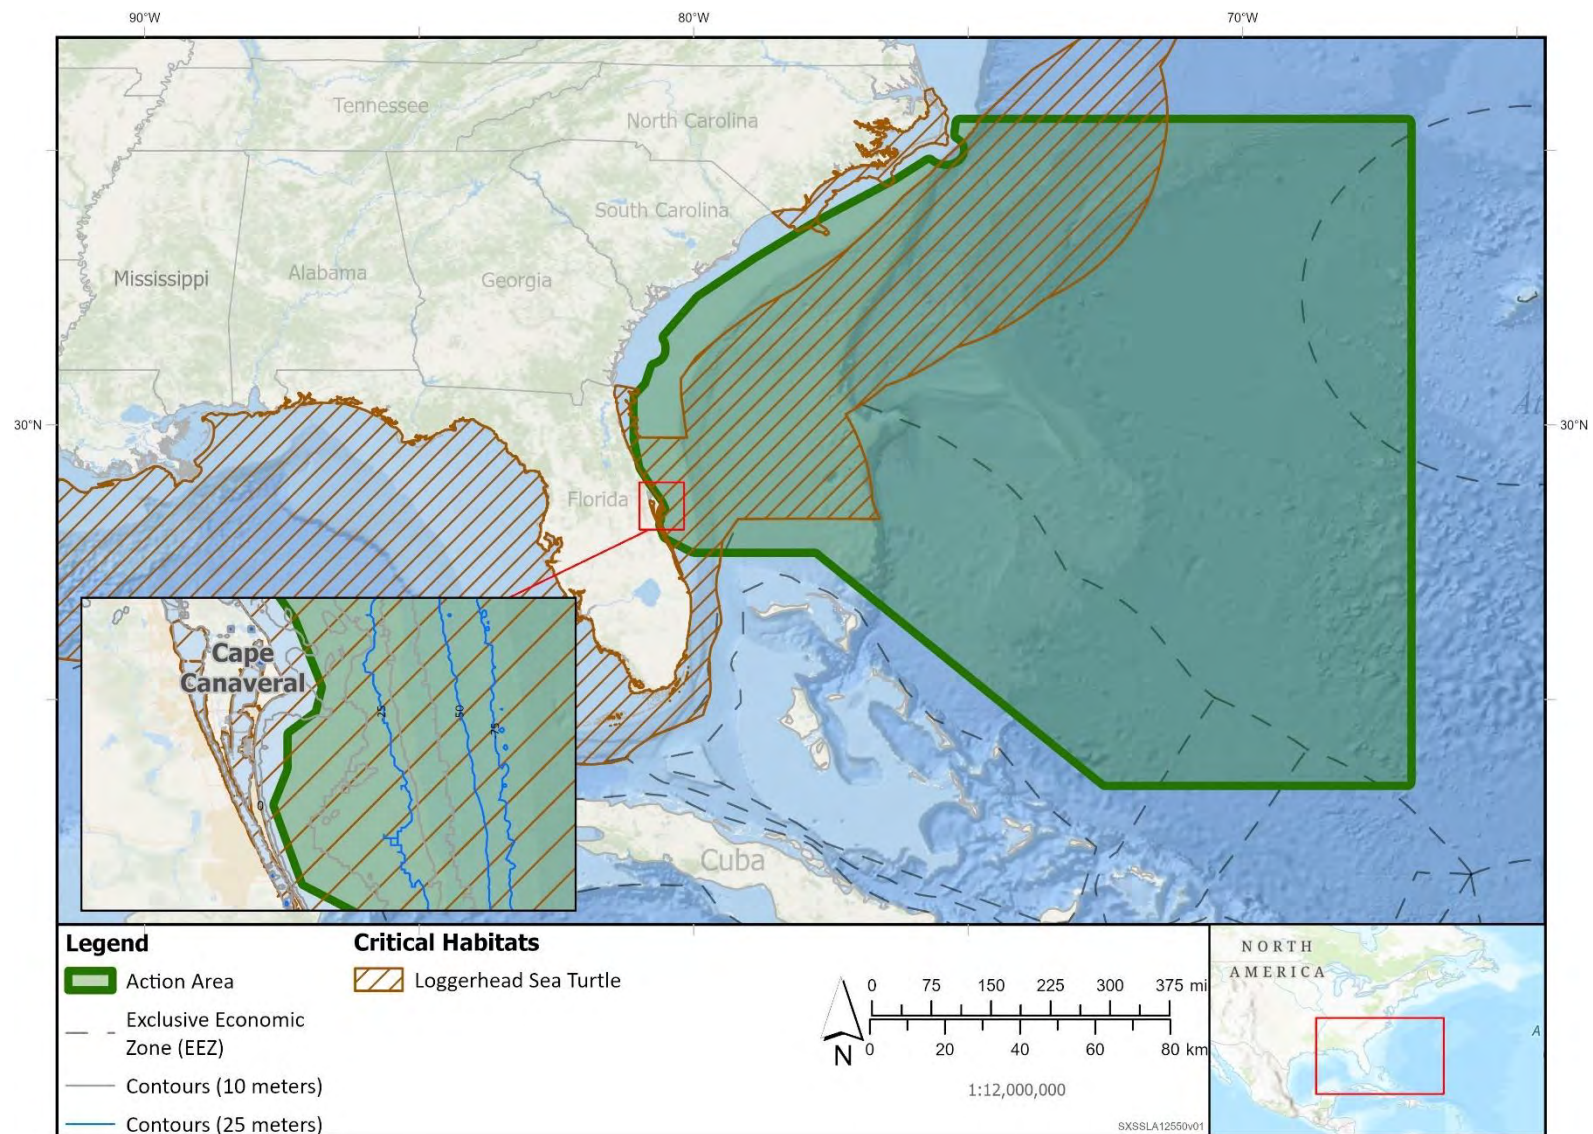 90°W
80°W
70°W
Tennessee
North Carolina
South Carolina
Mississippi
Alabama
Georgia
30°N
30°N
Florida
Cape
Canaveral
25
50
75
0
Cuba
Legend
Action Area
Exclusive Economic
Zone (EEZ)
Contours (10 meters)
Contours (25 meters)
Critical Habitats
Loggerhead Sea Turtle
N
0 75 150 225 300 375 mi
0 20 40 60 80 km
1:12,000,000
SXSSLA12550v01
NORTH
AMERICA
A